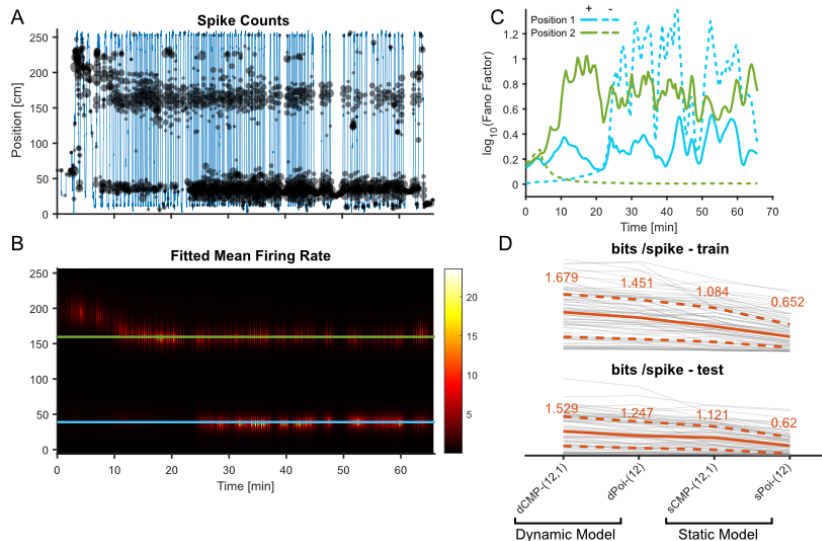 A
Spike Counts
250
200
150
100
50
0
Position [cm]
B
Fitted Mean Firing Rate
250
200
150
100
50
0
0 10 20 30 40 50 60
Time [min]
20
15
10
5
C
+ -
Position 1
Position 2
1.2
1
0.8
0.6
0.4
0.2
0
log10(Fano Factor)
0 10 20 30 40 50 60 70
Time [min]
D
bits /spike - train
1.679
1.451
1.084
0.652
bits /spike - test
1.529
1.247
1.121
0.62
dCMP-(12,1)
dPoi-(12)
sCMP-(12,1)
sPoi-(12)
Dynamic Model
Static Model